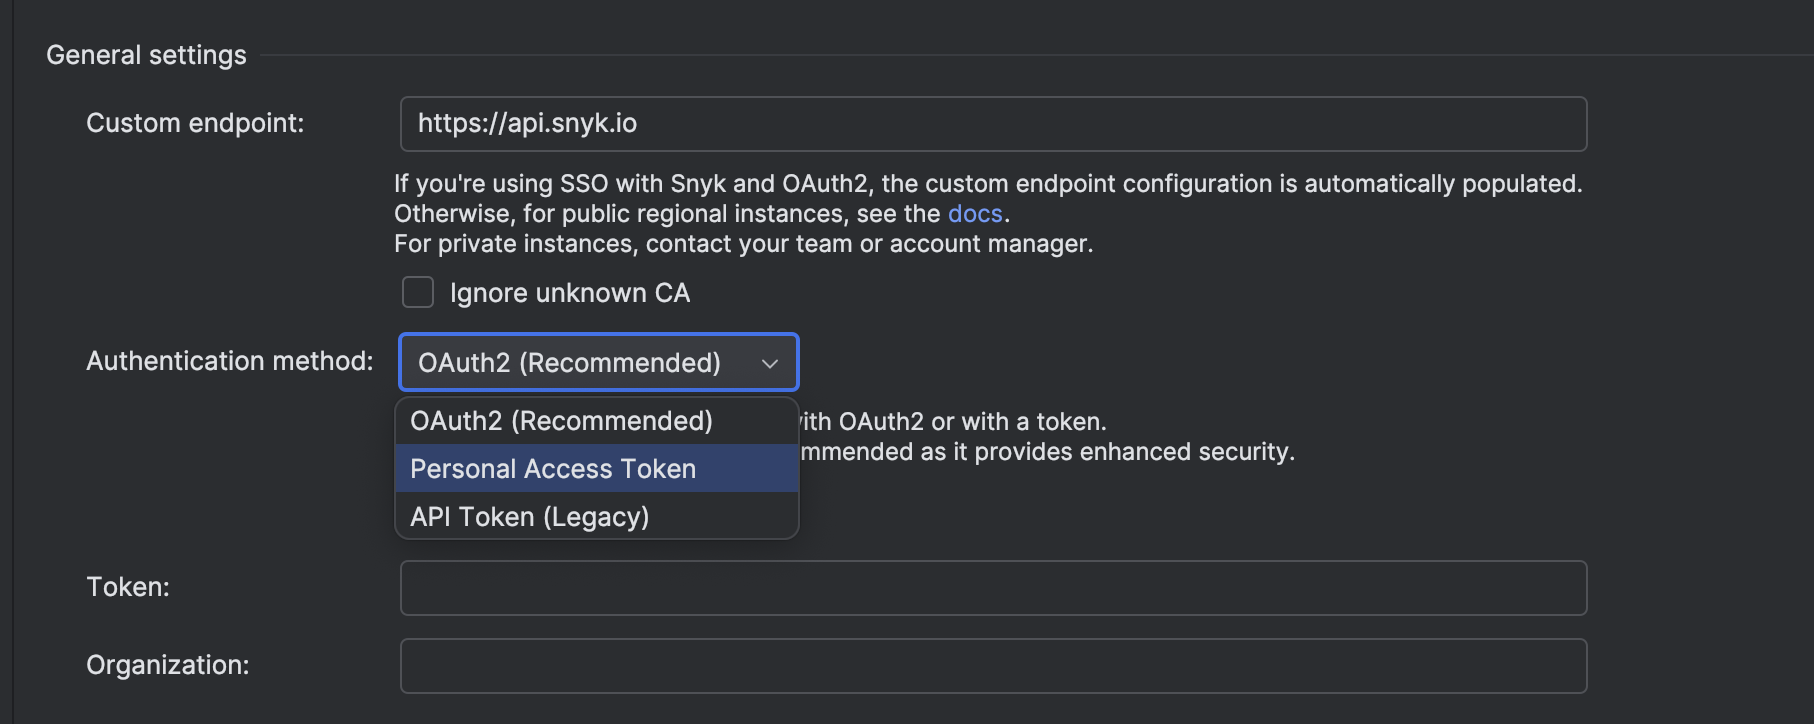 General settings
Custom endpoint:
https://api.snyk.io
If you're using SSO with Snyk and OAuth2, the custom endpoint configuration is automatically populated.
Otherwise, for public regional instances, see the docs.
For private instances, contact your team or account manager.
Ignore unknown CA
Authentication method:
OAuth2 (Recommended)
OAuth2 (Recommended)
Personal Access Token
API Token (Legacy)
with OAuth2 or with a token.
mmended as it provides enhanced security.
Token:
Organization: